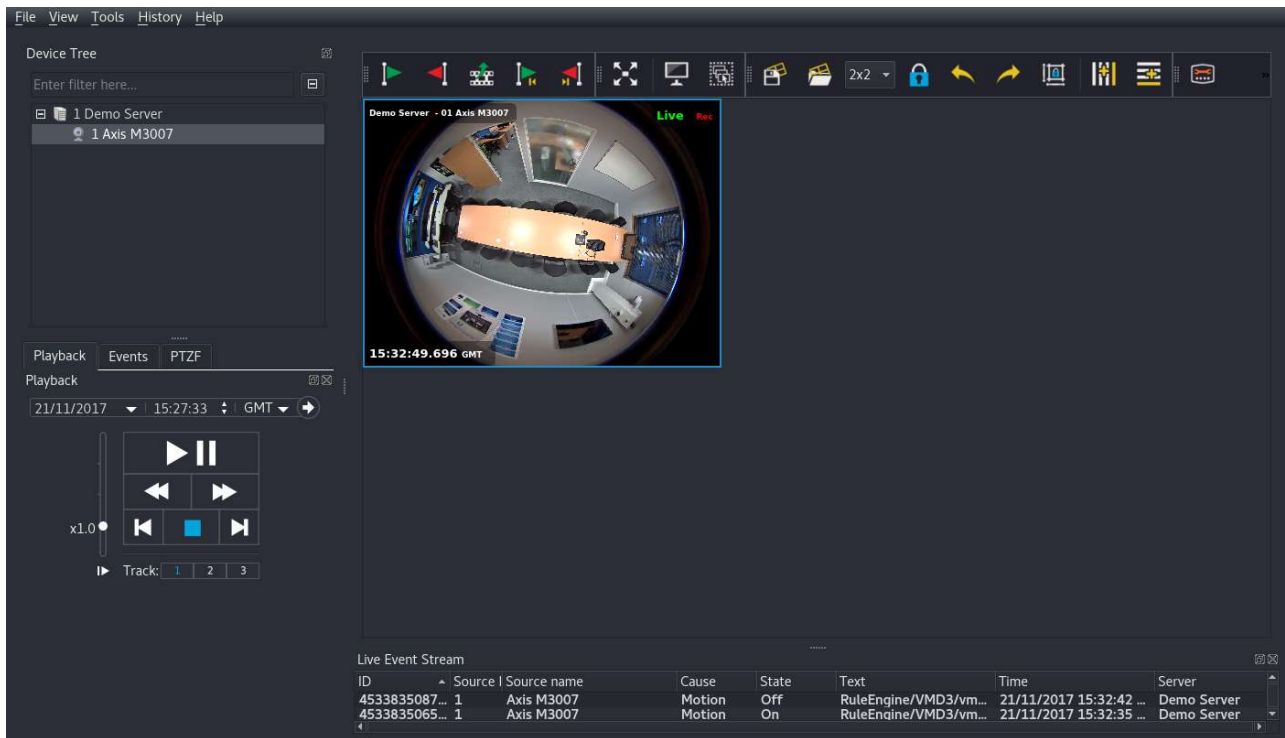 File View Tools History Help
Device Tree
Enter filter here...
1 Demo Server
1 Axis M3007
2x2
Demo Server - 01 Axis M3007
Live Rec
15:32:49.696 GMT
Playback Events PTZF
Playback
21/11/2017 15:27:33 GMT
x1.0
Track: 1 2 3
Live Event Stream
ID Source I Source name Cause State Text Time Server
4533835087... 1 Axis M3007 Motion Off RuleEngine/VMD3/vm... 21/11/2017 15:32:42 ... Demo Server
4533835065... 1 Axis M3007 Motion On RuleEngine/VMD3/vm... 21/11/2017 15:32:35 ... Demo Server